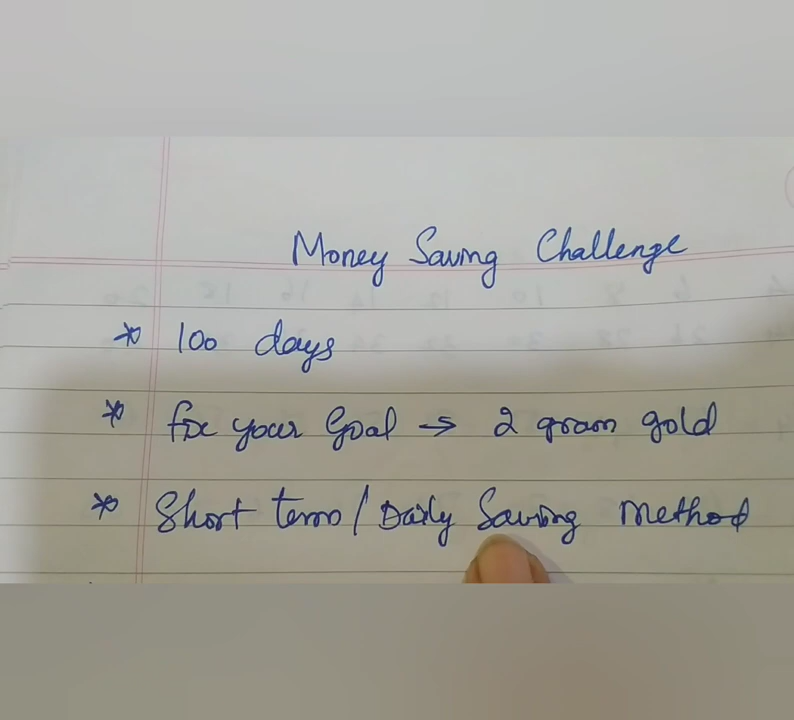 Money Saving Challenge
* 100 days
* fix your Goal → 2 gram gold
* Short term / Daily Saving Method